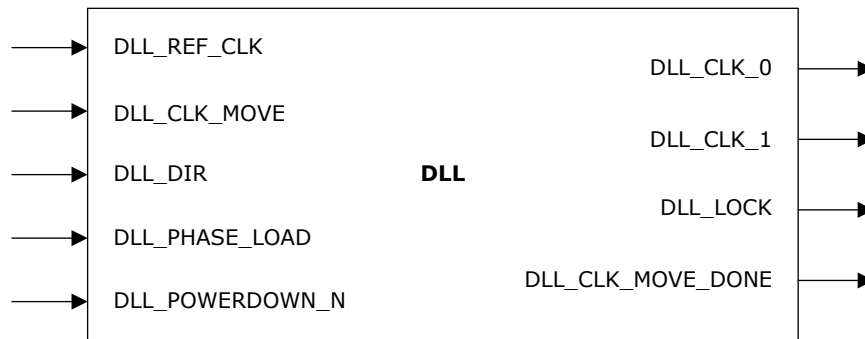 DLL_REF_CLK
DLL_CLK_MOVE
DLL_DIR
DLL_PHASE_LOAD
DLL_POWERDOWN_N
DLL
DLL_CLK_0
DLL_CLK_1
DLL_LOCK
DLL_CLK_MOVE_DONE